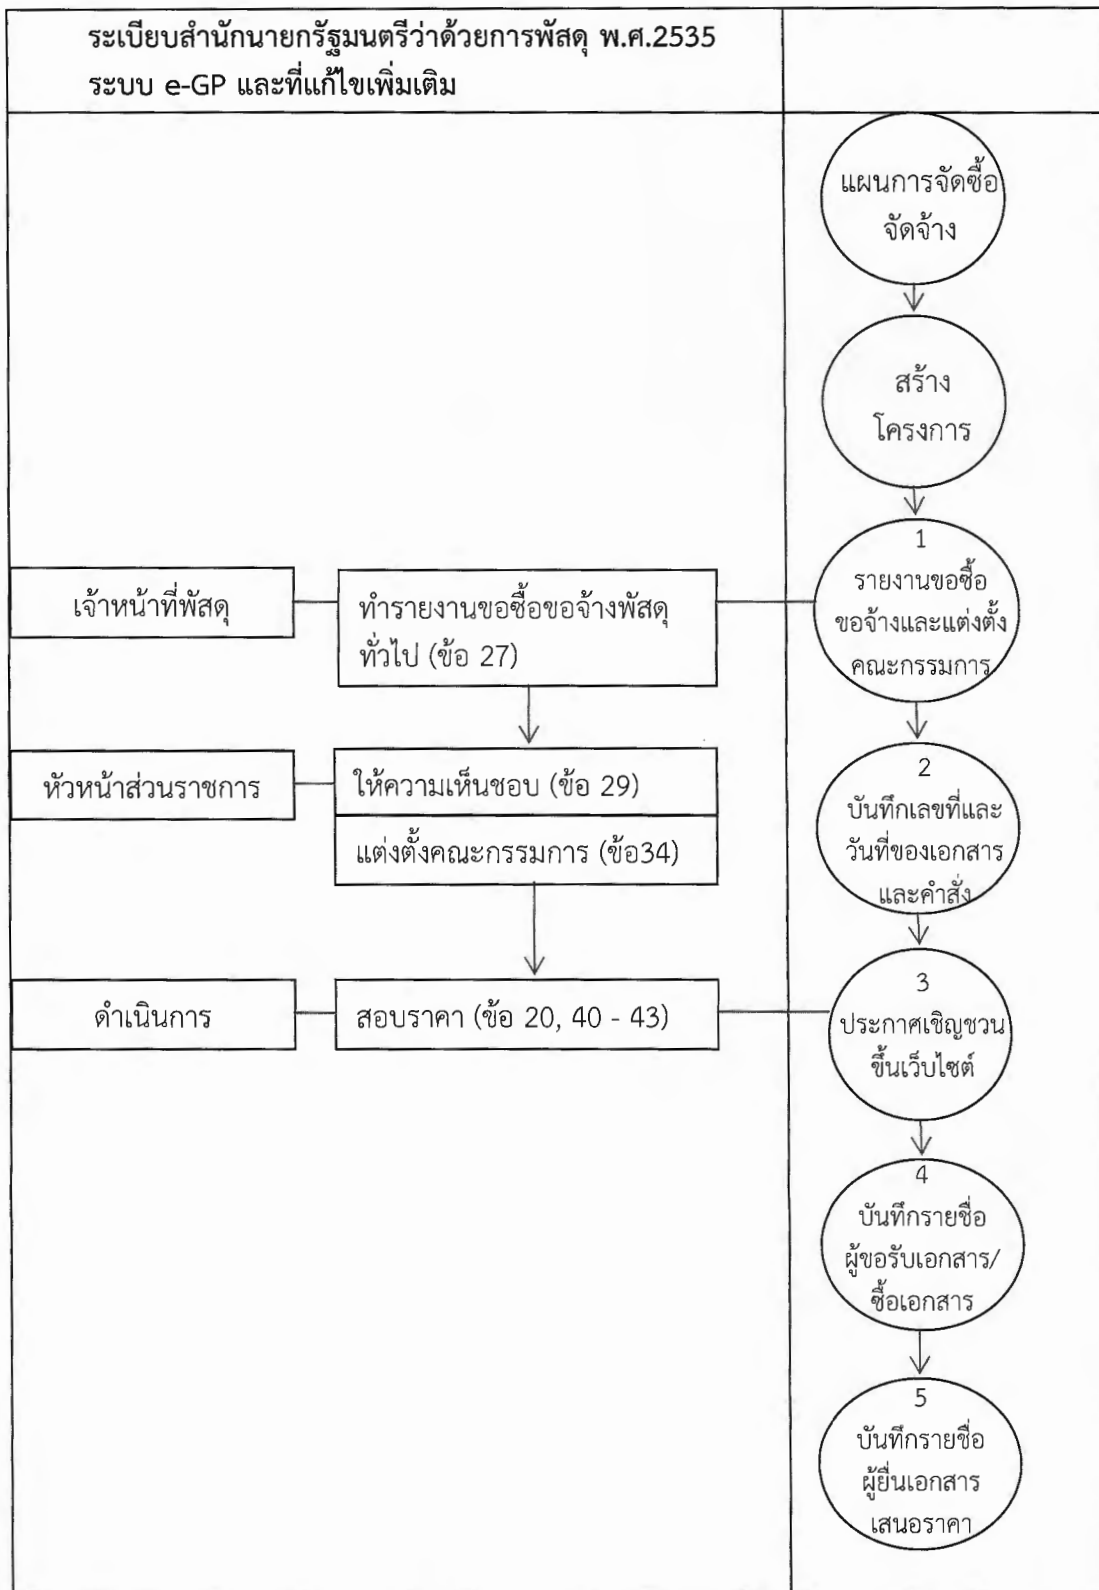 ระเบียบสำนักนายกรัฐมนตรีว่าด้วยการพัสดุ พ.ศ.2535
ระบบ e-GP และที่แก้ไขเพิ่มเติม
แผนการจัดซื้อ
จัดจ้าง
สร้าง
โครงการ
เจ้าหน้าที่พัสดุ
ทำรายงานขอซื้อขอจ้างพัสดุ
ทั่วไป (ข้อ 27)
1
รายงานขอซื้อ
ขอจ้างและแต่งตั้ง
คณะกรรมการ
หัวหน้าส่วนราชการ
ให้ความเห็นชอบ (ข้อ 29)
แต่งตั้งคณะกรรมการ (ข้อ34)
2
บันทึกเลขที่และ
วันที่ของเอกสาร
และคำสั่ง
ดำเนินการ
สอบราคา (ข้อ 20, 40 - 43)
3
ประกาศเชิญชวน
ขึ้นเว็บไซต์
4
บันทึกรายชื่อ
ผู้ขอรับเอกสาร/
ซื้อเอกสาร
5
บันทึกรายชื่อ
ผู้ยื่นเอกสาร
เสนอราคา